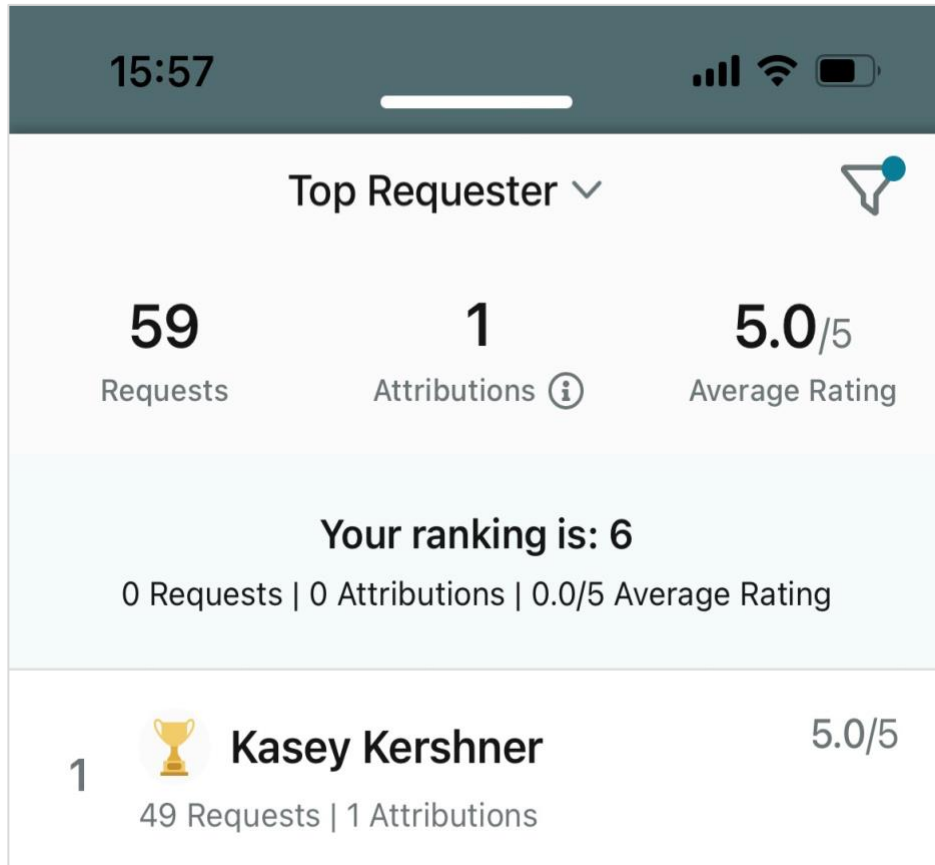 15:57
Top Requester
59 1 5.0/5
Requests Attributions Average Rating
Your ranking is: 6
0 Requests | 0 Attributions | 0.0/5 Average Rating
1 Kasey Kershner 5.0/5
49 Requests | 1 Attributions